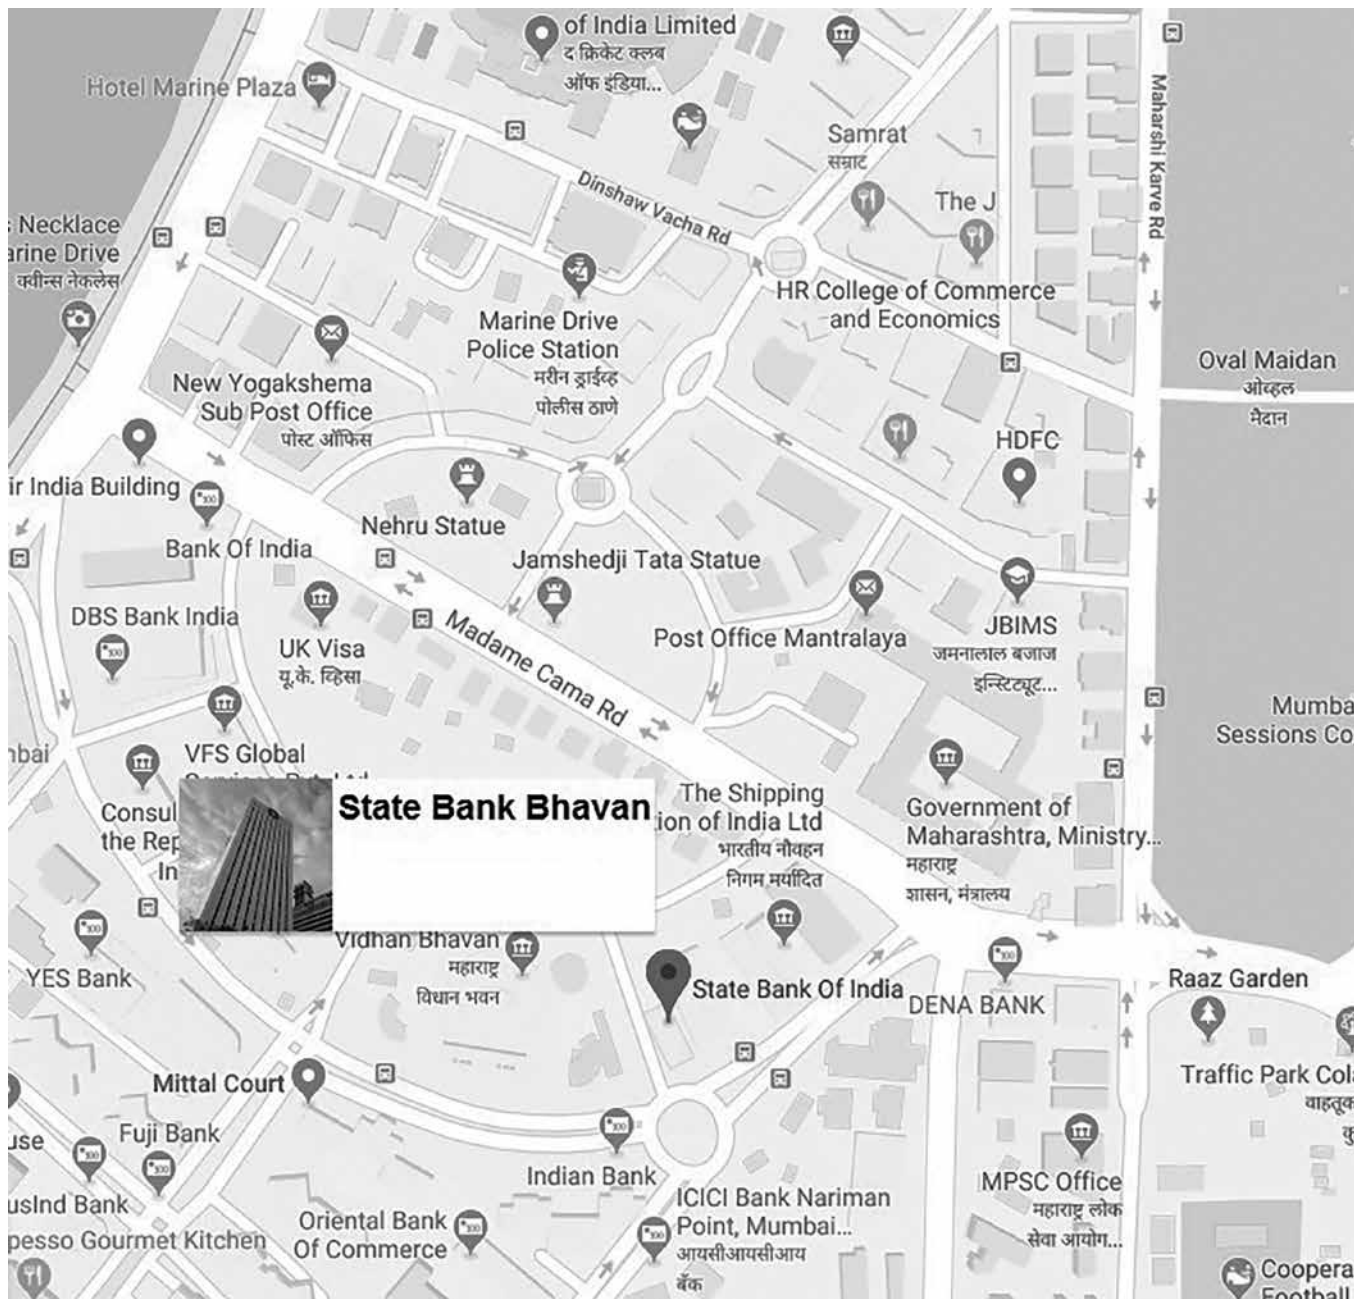 of India Limited
द क्रिकेट क्लब
ऑफ इंडिया...
Hotel Marine Plaza
Maharshi Karve Rd
Samrat
सम्राट
Dinshaw Vacha Rd
The J
Necklace
क्वीन्स नेकलेस
HR College of Commerce
and Economics
Marine Drive
Police Station
मरीन ड्राईव्ह
पोलीस ठाणे
Oval Maidan
ओव्हल
मैदान
New Yogakshema
Sub Post Office
पोस्ट ऑफिस
HDFC
ir India Building
Bank Of India
Nehru Statue
Jamshedji Tata Statue
DBS Bank India
UK Visa
यू.के. व्हिसा
Madame Cama Rd
Post Office Mantralaya
JBIMS
जमनालाल बजाज
इन्स्टिट्यूट...
Mumba
Sessions Co
nbai
VFS Global
Consul
the Rep
In
State Bank Bhavan
The Shipping
tion of India Ltd
भारतीय नौवहन
निगम मर्यादित
Government of
Maharashtra, Ministry...
महाराष्ट्र
शासन, मंत्रालय
YES Bank
Vidhan Bhavan
महाराष्ट्र
विधान भवन
State Bank Of India
DENA BANK
Raaz Garden
Mittal Court
Traffic Park Cola
वाहतूक
कु
use
Fuji Bank
usInd Bank
Indian Bank
MPSC Office
महाराष्ट्र लोक
सेवा आयोग...
ICICI Bank Nariman
Point, Mumbai...
आयसीआयसीआय
बँक
Oriental Bank
Of Commerce
pesso Gourmet Kitchen
Coopera
Football